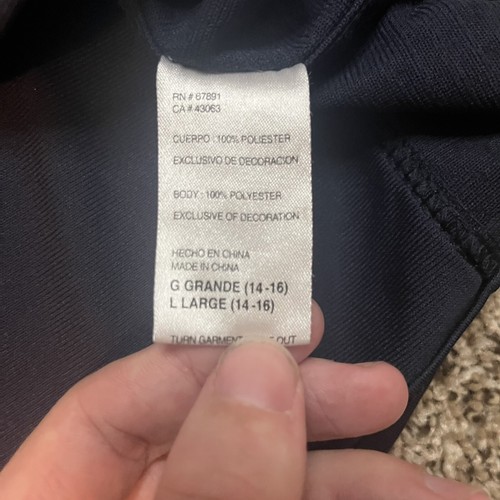 RN # 67891
CA # 43063
CUERPO : 100% POLIESTER
EXCLUSIVO DE DECORACION
BODY : 100% POLYESTER
EXCLUSIVE OF DECORATION
HECHO EN CHINA
MADE IN CHINA
G GRANDE (14-16)
L LARGE (14-16)
TURN GARMENT OUT